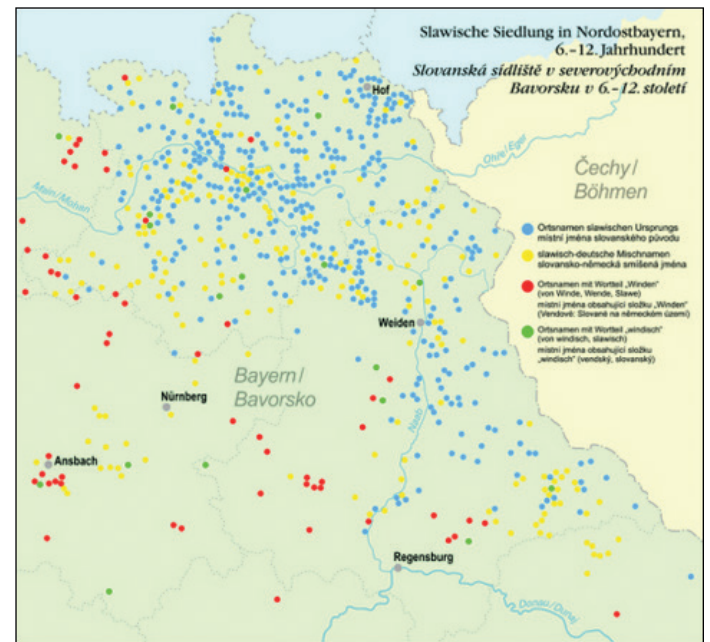 Slawische Siedlung in Nordostbayern,
6.–12. Jahrhundert
Slovanská sídliště v severovýchodním
Bavorsku v 6.–12. století
Hof
Ohře/Eger
Čechy/
Böhmen
Main/Mohan
Ortsnamen slawischen Ursprungs
místní jména slovanského původu
slawisch-deutsche Mischnamen
slovansko-německá smíšená jména
Ortsnamen mit Wortteil „Winden“
(von Winde, Wende, Slawe)
místní jména obsahující složku „Winden“
(Vendové: Slované na německém území)
Ortsnamen mit Wortteil „windisch“
(von windisch, slawisch)
místní jména obsahující složku
„windisch“ (vendský, slovanský)
Weiden
Bayern/
Bavorsko
Nürnberg
Naab
Ansbach
Regensburg
Donau/Dunaj